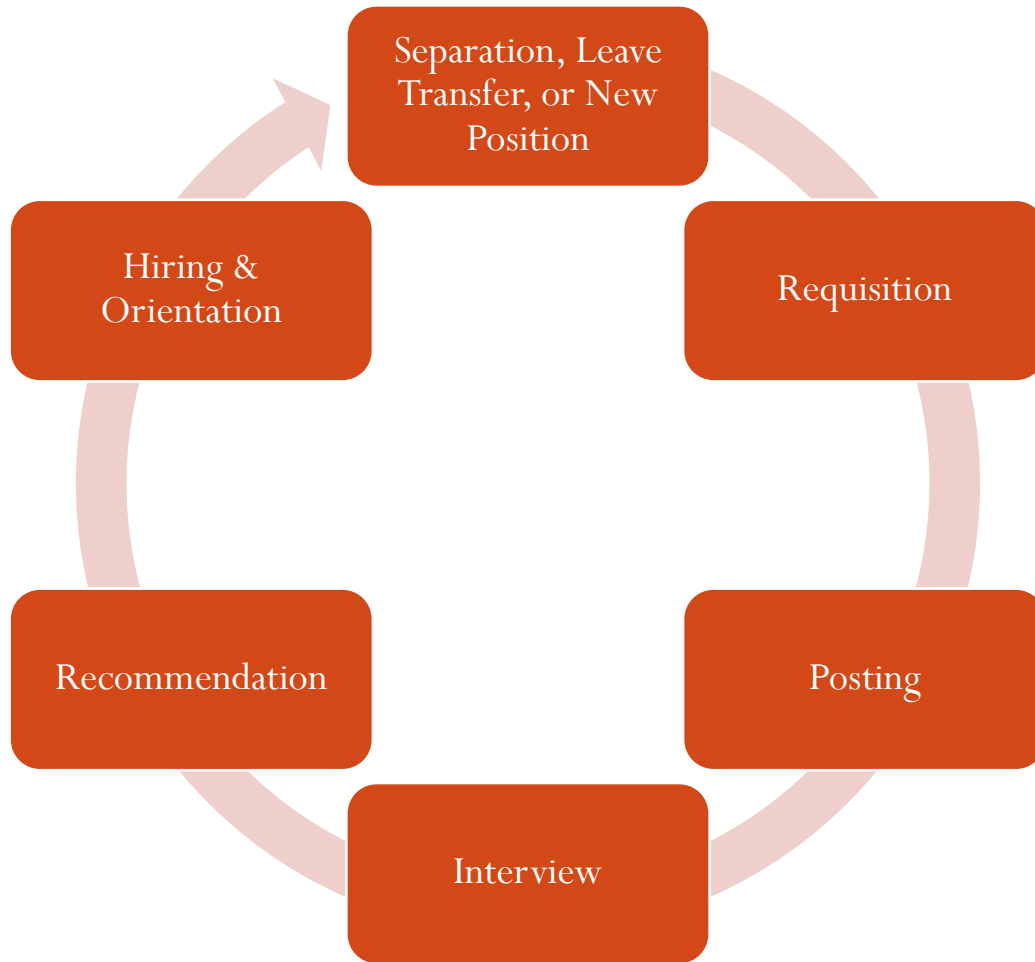 Separation, Leave
Transfer, or New
Position
Requisition
Posting
Interview
Recommendation
Hiring &
Orientation